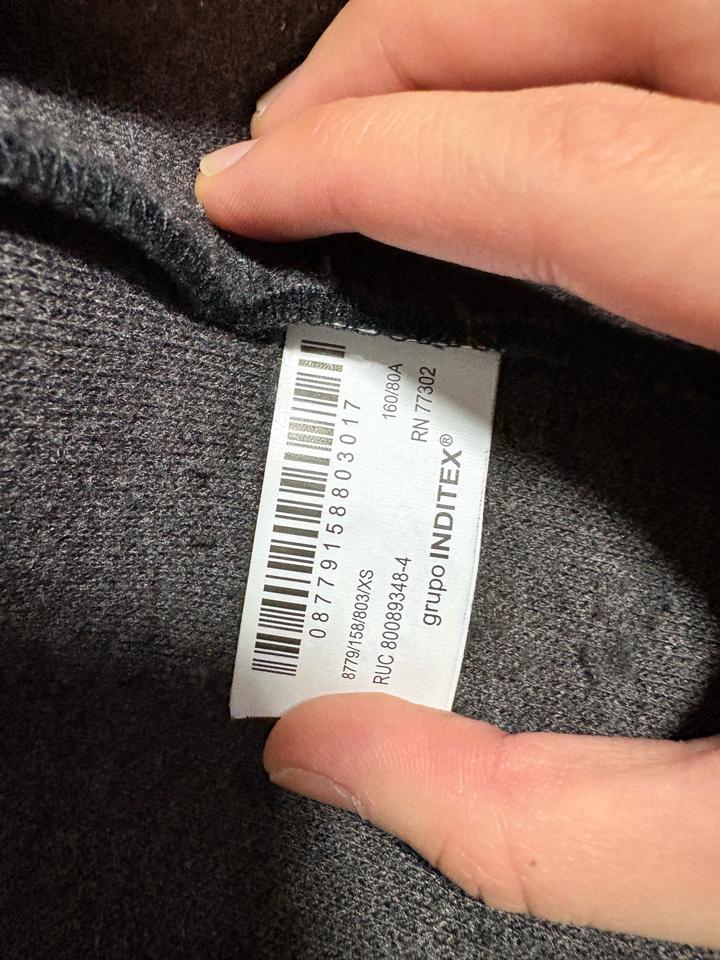 08779158803017
8779/158/803/XS
160/80A
RUC 80089348-4
RN 77302
grupo INDITEX®